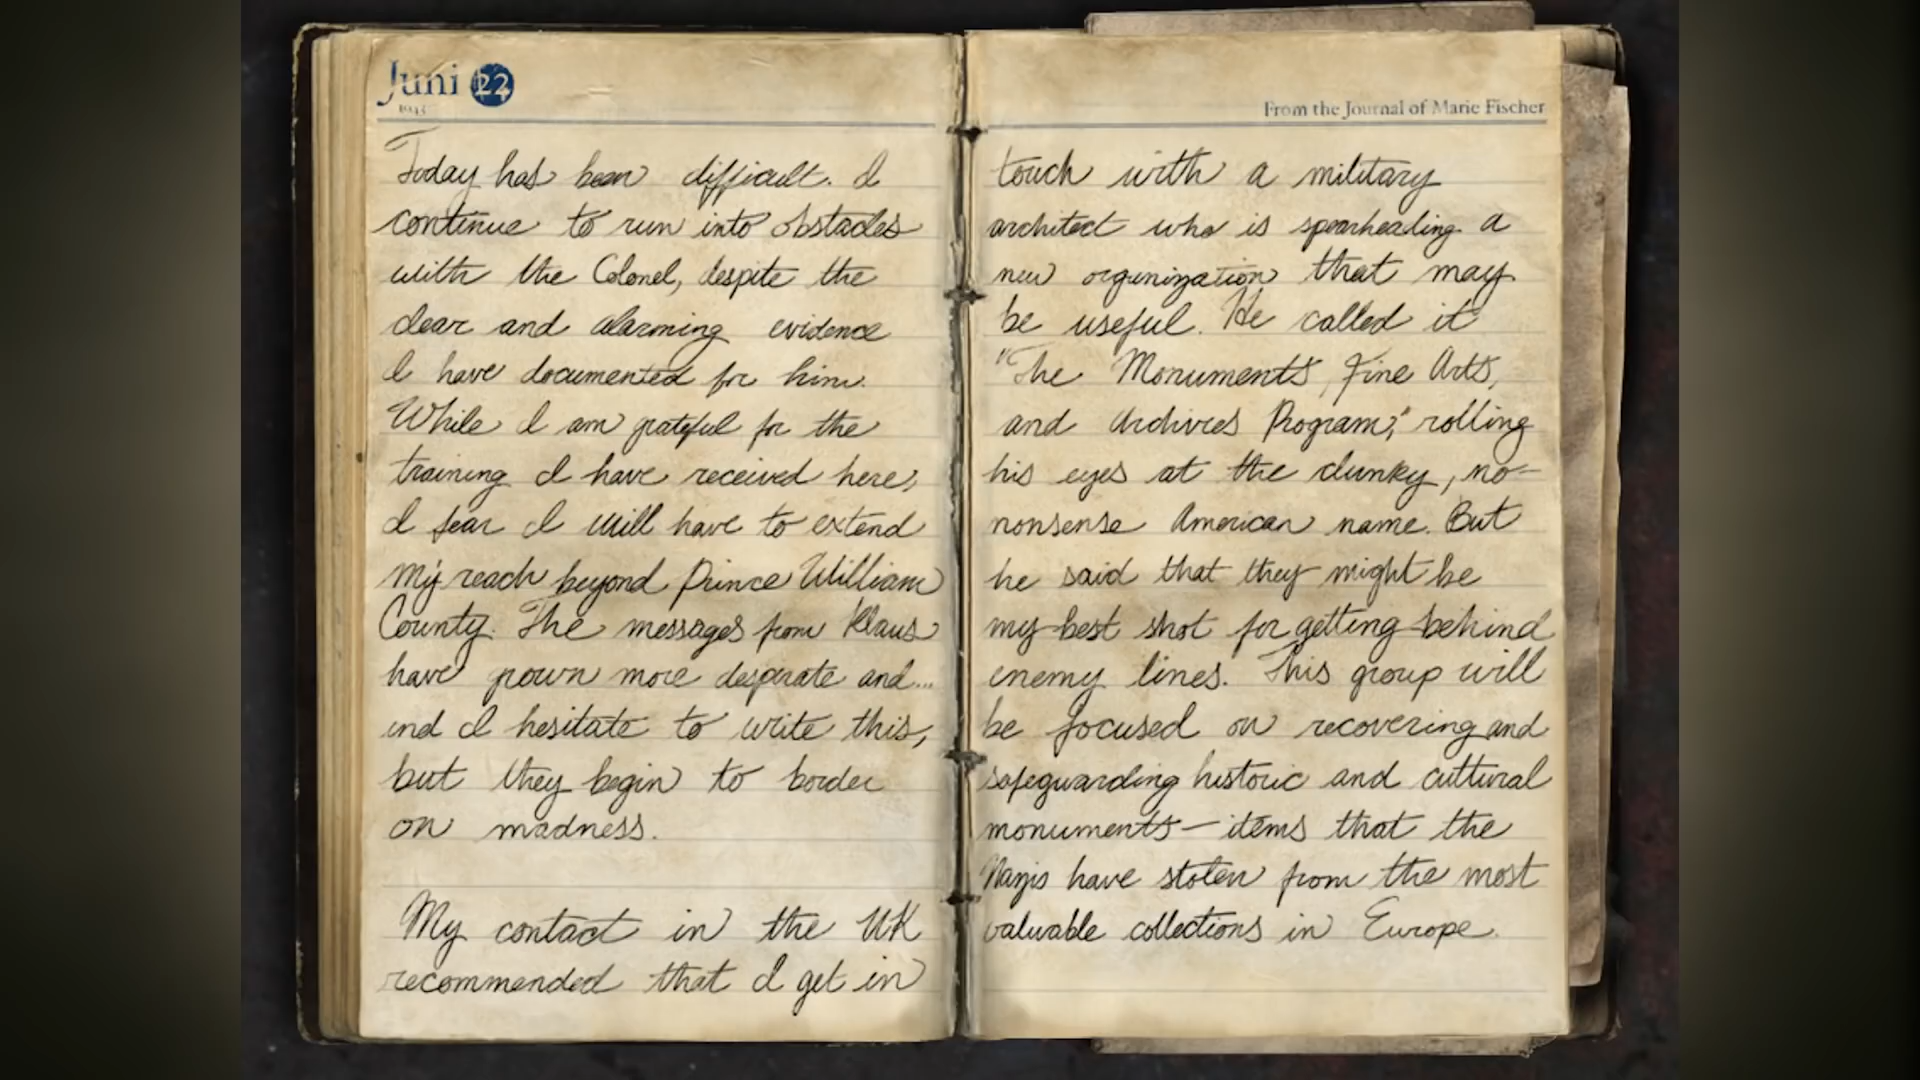 Juni 22
1943
Today has been difficult. I
continue to run into obstacles
with the Colonel, despite the
clear and alarming evidence
I have documented for him.
While I am grateful for the
training I have received here,
I fear I will have to extend
my reach beyond Prince William
County. The messages from Klaus
have grown more desperate and...
and I hesitate to write this,
but they begin to border
on madness.
My contact in the UK
recommended that I get in
From the Journal of Marie Fischer
touch with a military
architect who is spearheading a
new organization that may
be useful. He called it
"The Monuments, Fine Arts,
and Archives Program," rolling
his eyes at the clunky, no-
nonsense American name. But
he said that they might be
my best shot for getting behind
enemy lines. This group will
be focused on recovering and
safeguarding historic and cultural
monuments—items that the
Nazis have stolen from the most
valuable collections in Europe.